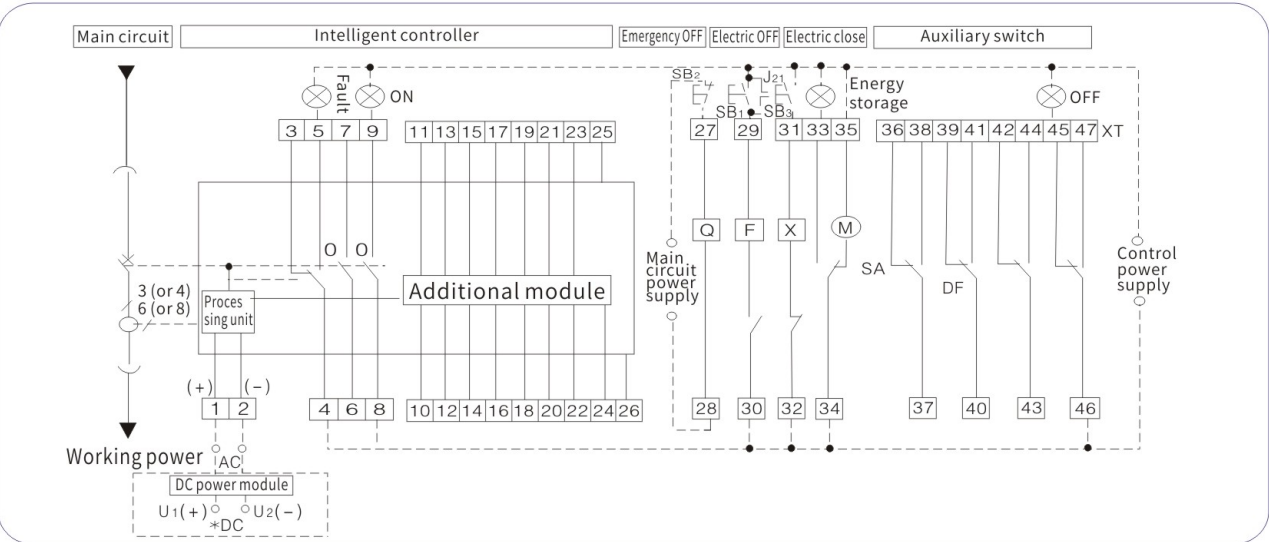 Main circuit
Intelligent controller
Emergency OFF
Electric OFF
Electric close
Auxiliary switch
Fault
ON
SB2
J21
SB1
SB3
Energy
storage
OFF
3 5 7 9
11 13 15 17 19 21 23 25
27
29
31 33 35
36 38 39 41 42 44 45 47 XT
O O
Q
F
X
M
SA
DF
Main
circuit
power
supply
Control
power
supply
3 (or 4)
6 (or 8)
Proces
sing unit
Additional module
(+) (-)
1 2
4 6 8
10 12 14 16 18 20 22 24 26
28
30
32
34
37
40
43
46
Working power
AC
DC power module
U1(+) U2(-)
*DC